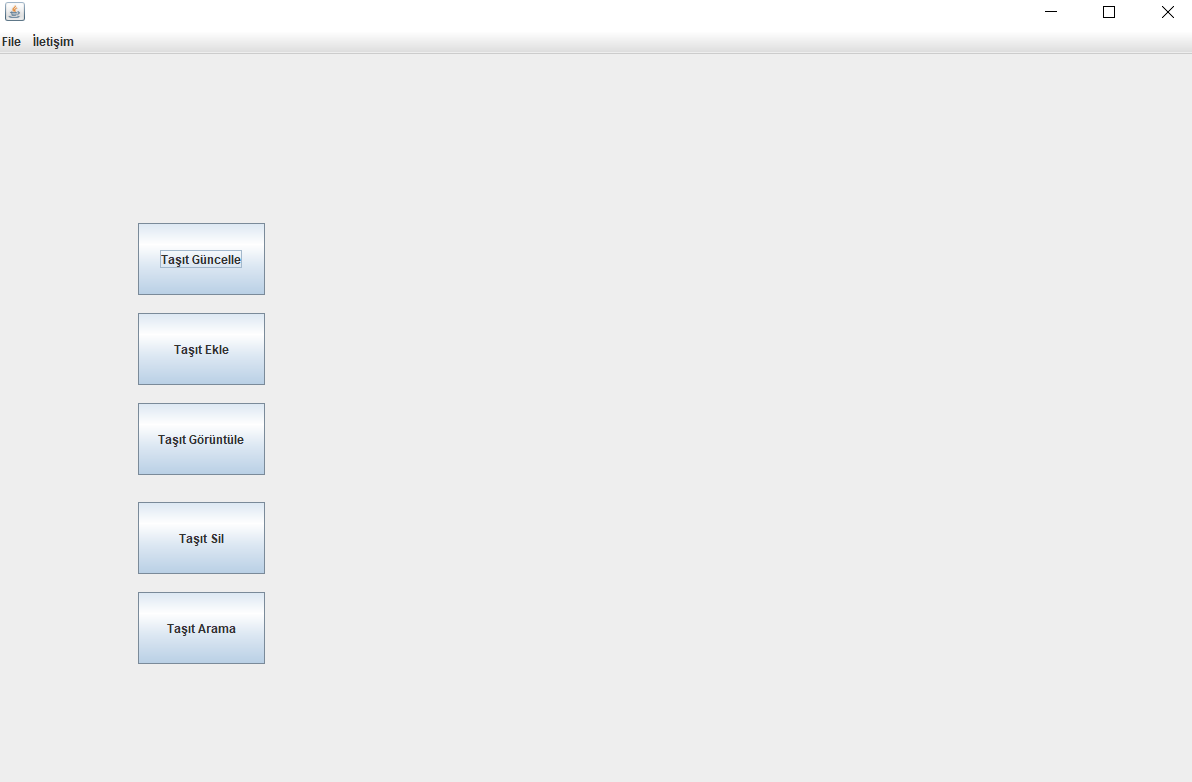 File İletişim
Taşıt Güncelle
Taşıt Ekle
Taşıt Görüntüle
Taşıt Sil
Taşıt Arama